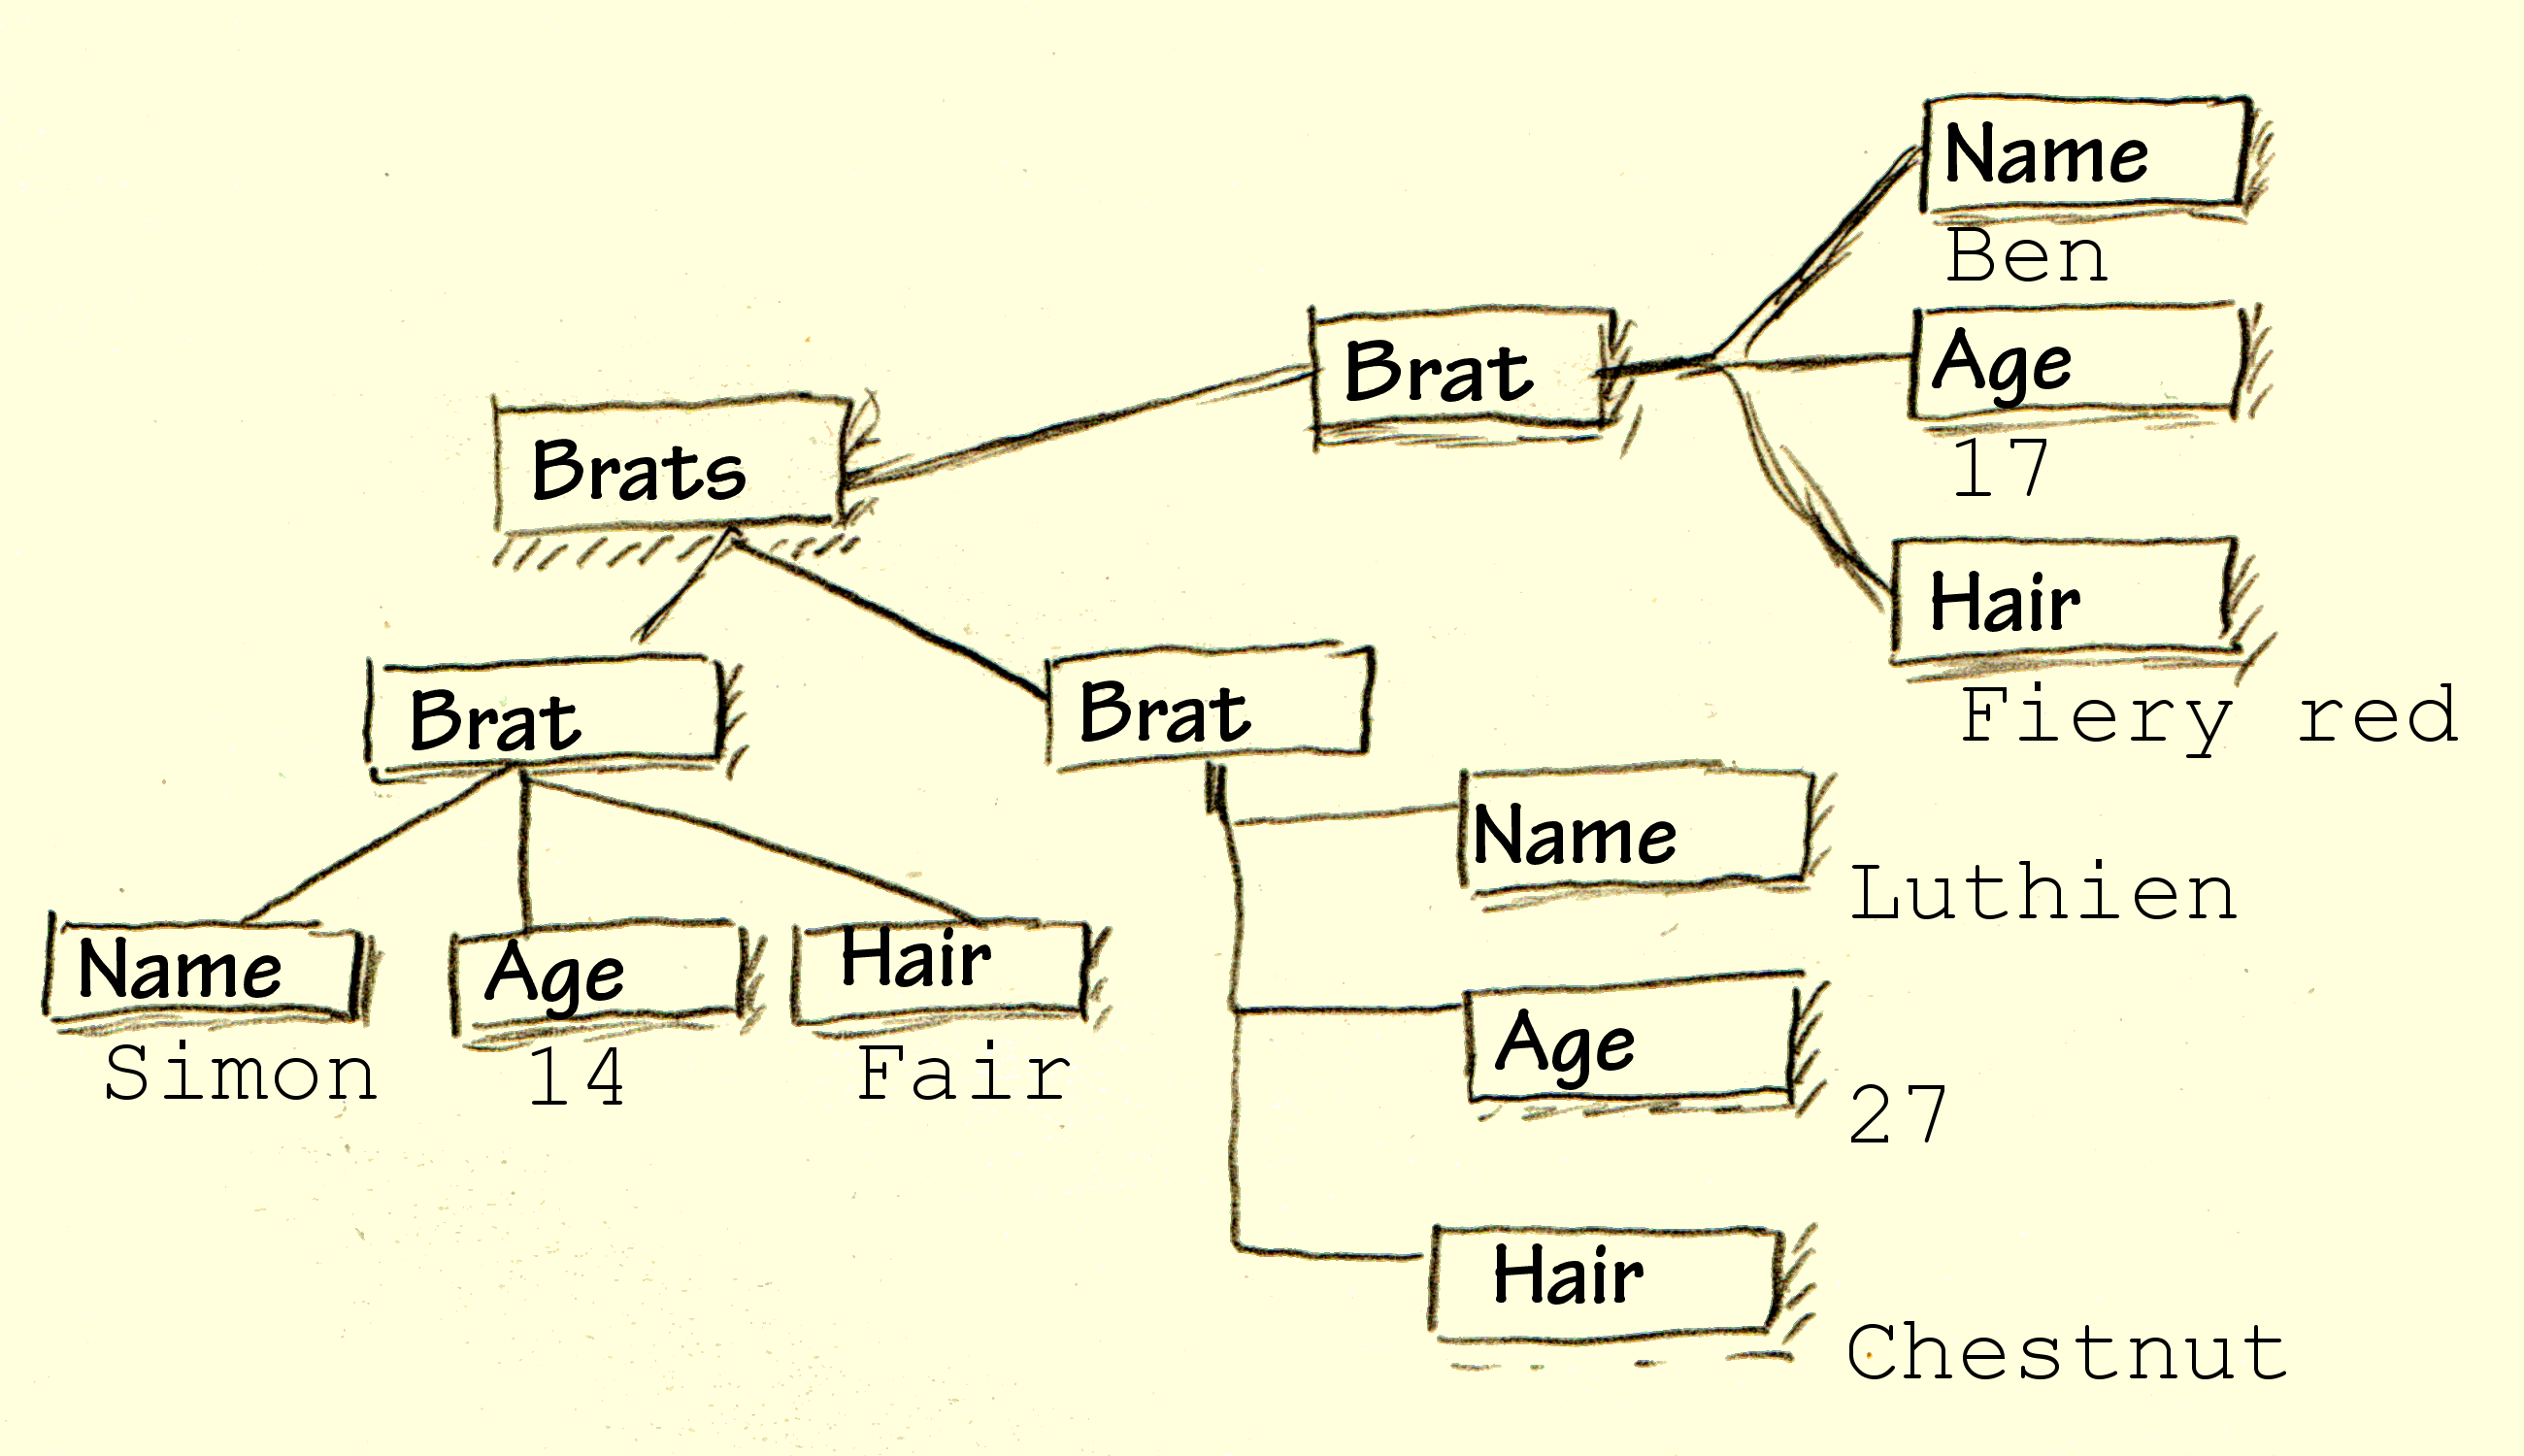 Name
Ben
Brat
Age
17
Brats
Hair
Fiery red
Brat
Brat
Name
Luthien
Name
Age
Hair
Simon
14
Fair
Age
27
Hair
Chestnut